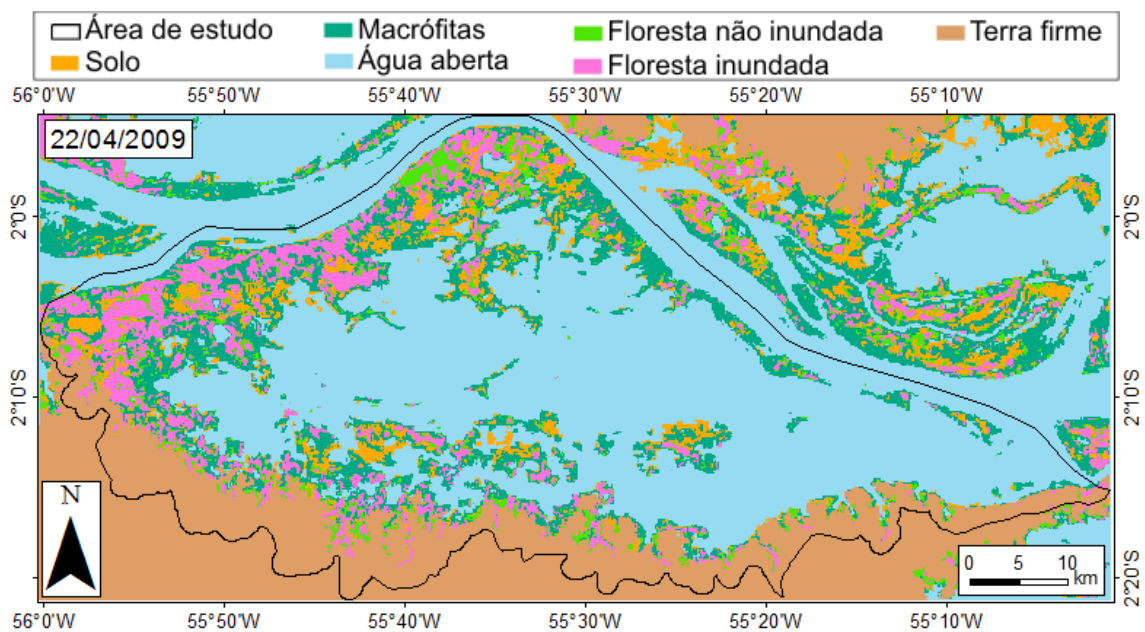 Área de estudo Macrófitas Floresta não inundada Terra firme
Solo Água aberta Floresta inundada
56°0'W 55°50'W 55°40'W 55°30'W 55°20'W 55°10'W
22/04/2009
2°0'S 2°0'S
2°10'S 2°10'S
N
0 5 10
km
2°20'S
56°0'W 55°50'W 55°40'W 55°30'W 55°20'W 55°10'W